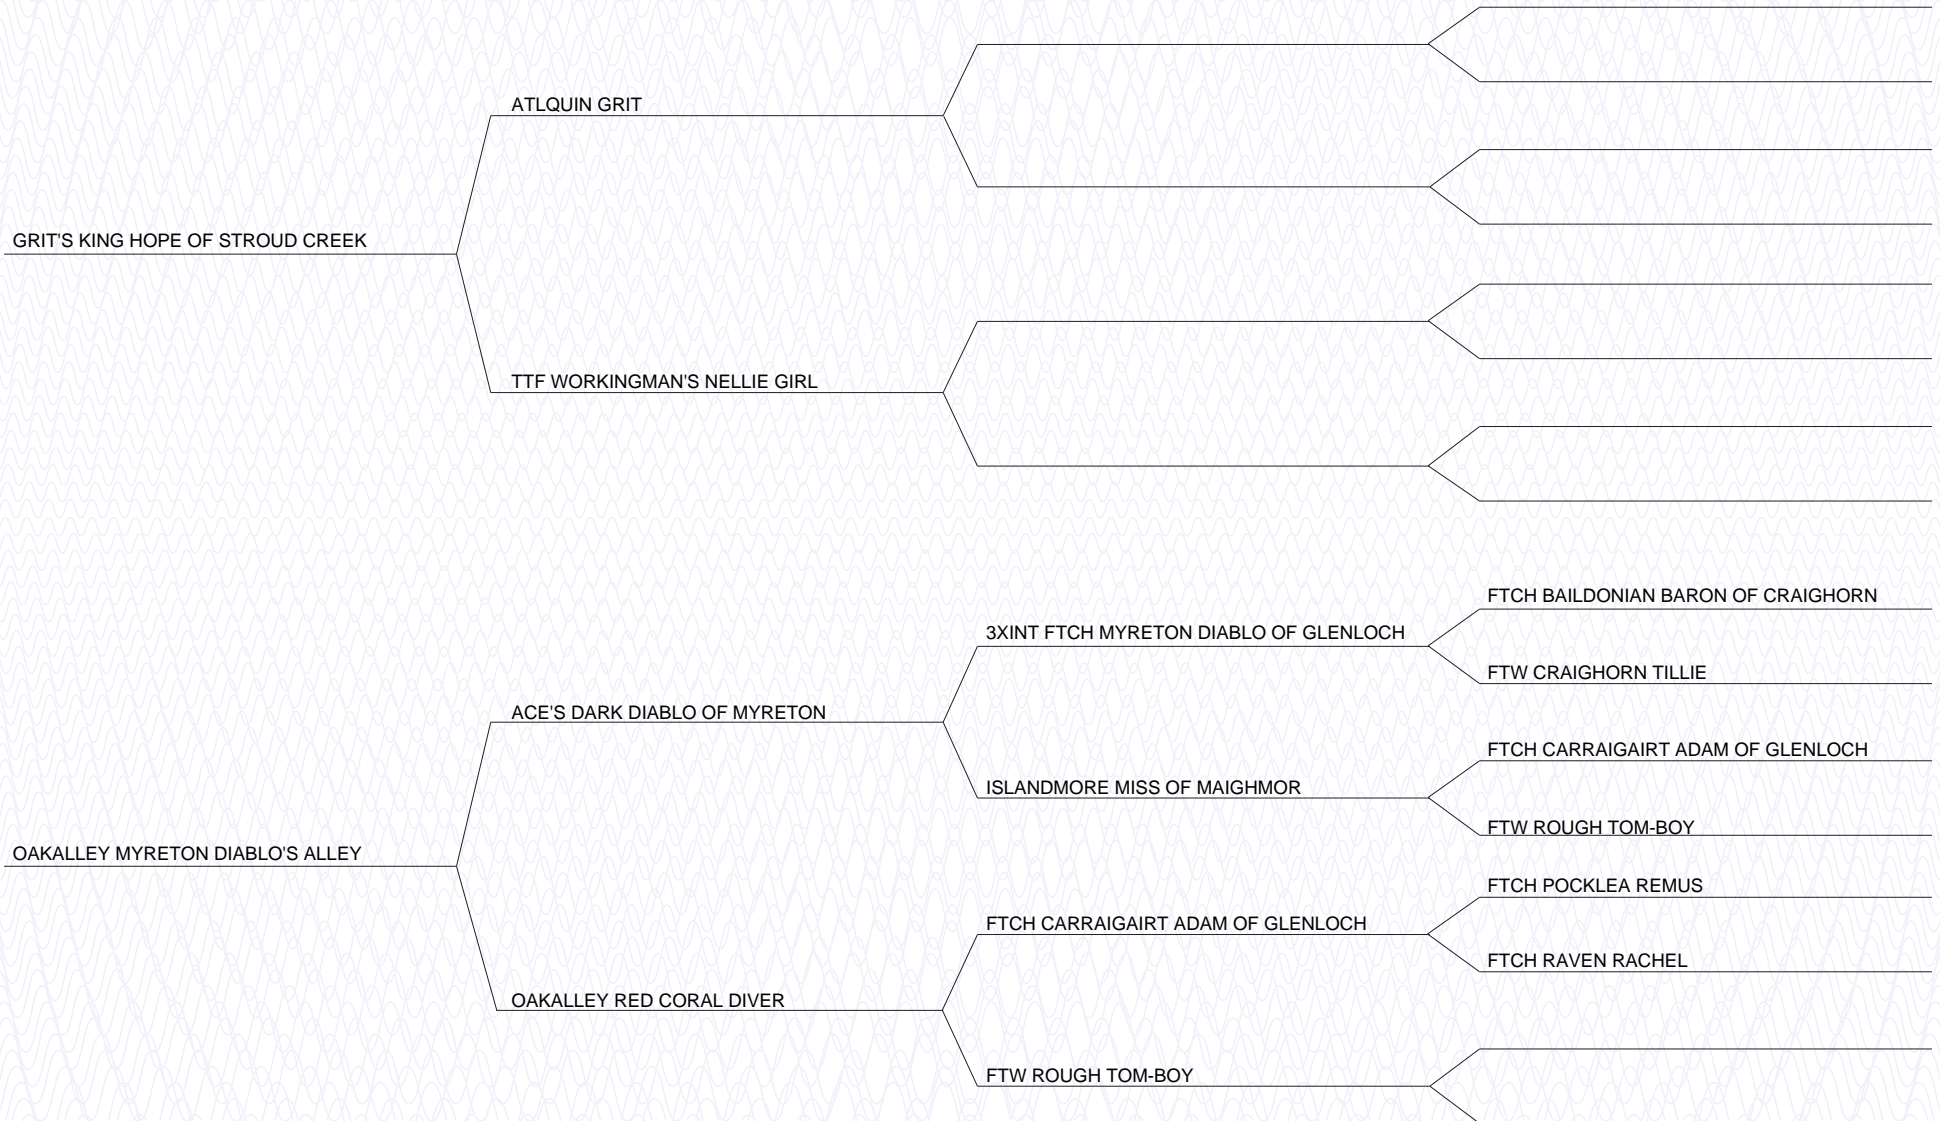 ATLQUIN GRIT
GRIT'S KING HOPE OF STROUD CREEK
TTF WORKINGMAN'S NELLIE GIRL
FTCH BAILDONIAN BARON OF CRAIGHORN
3XINT FTCH MYRETON DIABLO OF GLENLOCH
FTW CRAIGHORN TILLIE
ACE'S DARK DIABLO OF MYRETON
FTCH CARRAIGAIRT ADAM OF GLENLOCH
ISLANDMORE MISS OF MAIGHMOR
FTW ROUGH TOM-BOY
OAKALLEY MYRETON DIABLO'S ALLEY
FTCH POCKLEA REMUS
FTCH CARRAIGAIRT ADAM OF GLENLOCH
FTCH RAVEN RACHEL
OAKALLEY RED CORAL DIVER
FTW ROUGH TOM-BOY